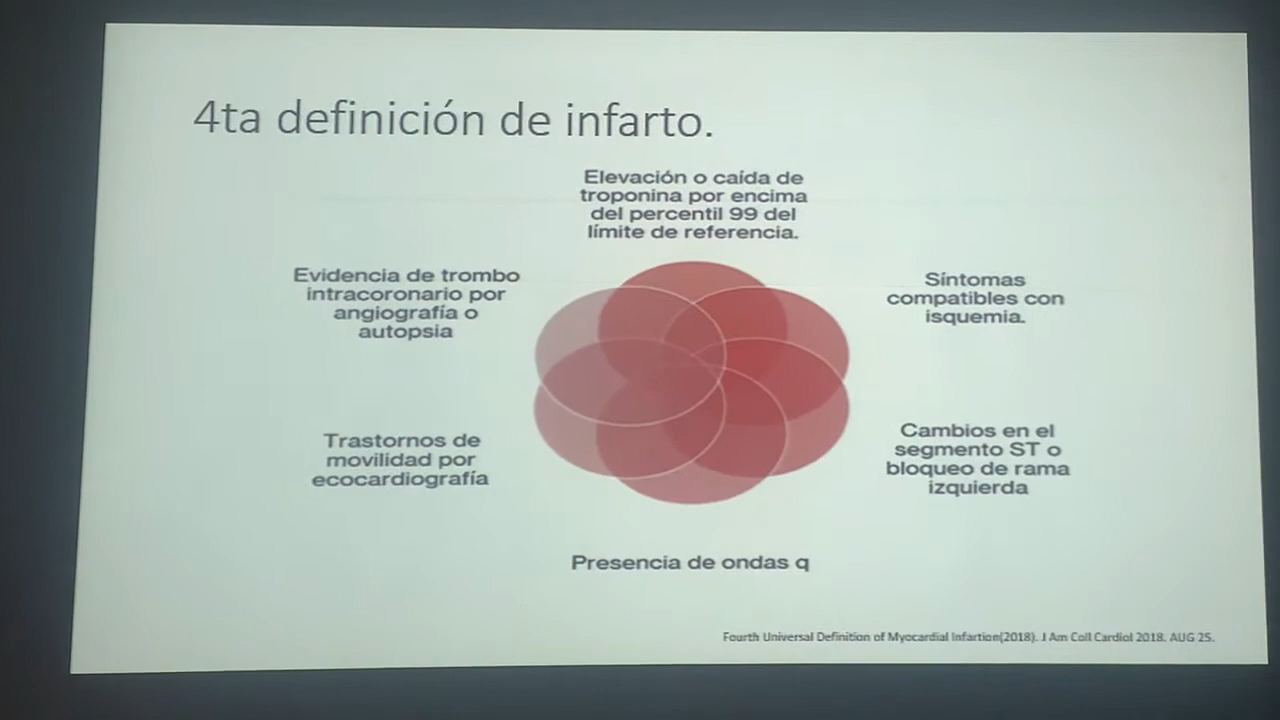 4ta definición de infarto.
Elevación o caída de
troponina por encima
del percentil 99 del
límite de referencia.
Evidencia de trombo
intracoronario por
angiografía o
autopsia
Síntomas
compatibles con
isquemia.
Trastornos de
movilidad por
ecocardiografía
Cambios en el
segmento ST o
bloqueo de rama
izquierda
Presencia de ondas q
Fourth Universal Definition of Myocardial Infartion(2018). J Am Coll Cardiol 2018. AUG 25.